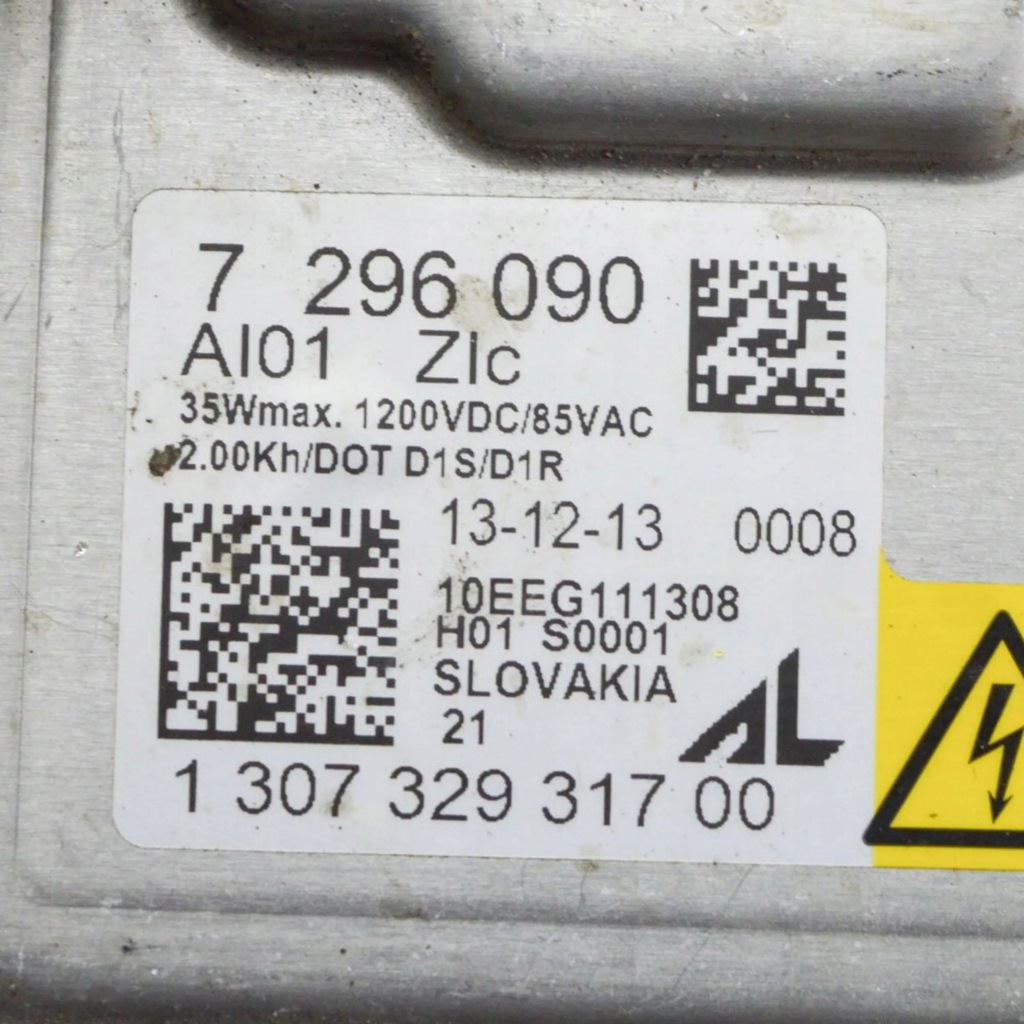 7 296 090
AI01 ZIc
35Wmax. 1200VDC/85VAC
2.00Kh/DOT D1S/D1R
13-12-13 0008
10EEG111308
H01 S0001
SLOVAKIA
21
AL
1 307 329 317 00